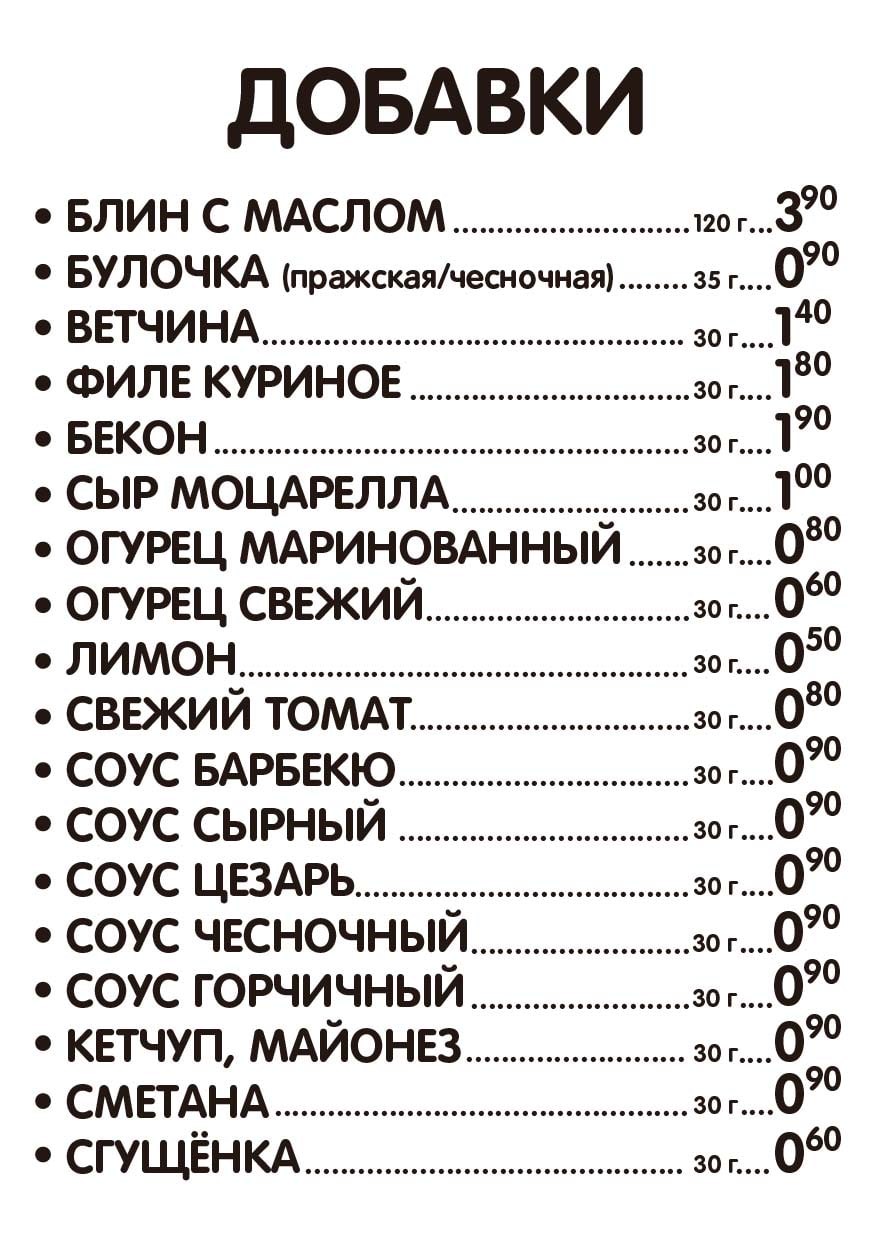 ДОБАВКИ
• БЛИН С МАСЛОМ ........................... 120 г... 3 90
• БУЛОЧКА (пражская/чесночная)........ 35 г.... 0 90
• ВЕТЧИНА................................................ 30 г.... 1 40
• ФИЛЕ КУРИНОЕ ................................ 30 г.... 1 80
• БЕКОН ...................................................... 30 г.... 1 90
• СЫР МОЦАРЕЛЛА........................... 30 г.... 1 00
• ОГУРЕЦ МАРИНОВАННЫЙ ....... 30 г.... 0 80
• ОГУРЕЦ СВЕЖИЙ.............................. 30 г.... 0 60
• ЛИМОН................................................... 30 г.... 0 50
• СВЕЖИЙ ТОМАТ................................ 30 г.... 0 80
• СОУС БАРБЕКЮ................................. 30 г.... 0 90
• СОУС СЫРНЫЙ ................................. 30 г.... 0 90
• СОУС ЦЕЗАРЬ...................................... 30 г.... 0 90
• СОУС ЧЕСНОЧНЫЙ......................... 30 г.... 0 90
• СОУС ГОРЧИЧНЫЙ ......................... 30 г.... 0 90
• КЕТЧУП, МАЙОНЕЗ......................... 30 г.... 0 90
• СМЕТАНА ............................................... 30 г.... 0 90
• СГУЩЁНКА........................................... 30 г.... 0 60